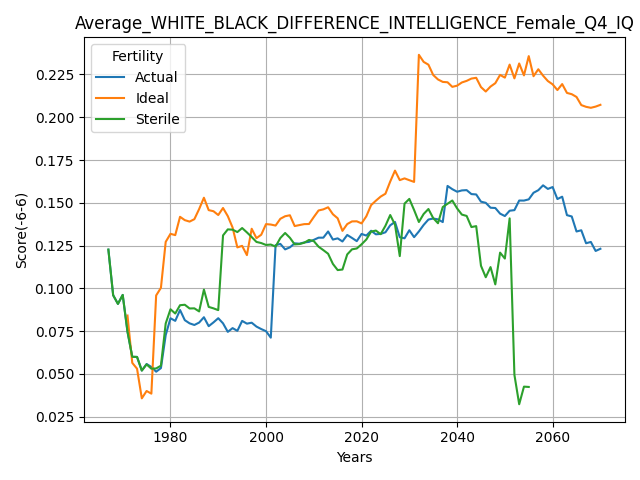 Average_WHITE_BLACK_DIFFERENCE_INTELLIGENCE_Female_Q4_IQ
Fertility
Actual
Ideal
Sterile
Score(-6-6)
0.225
0.200
0.175
0.150
0.125
0.100
0.075
0.050
0.025
1980
2000
2020
2040
2060
Years